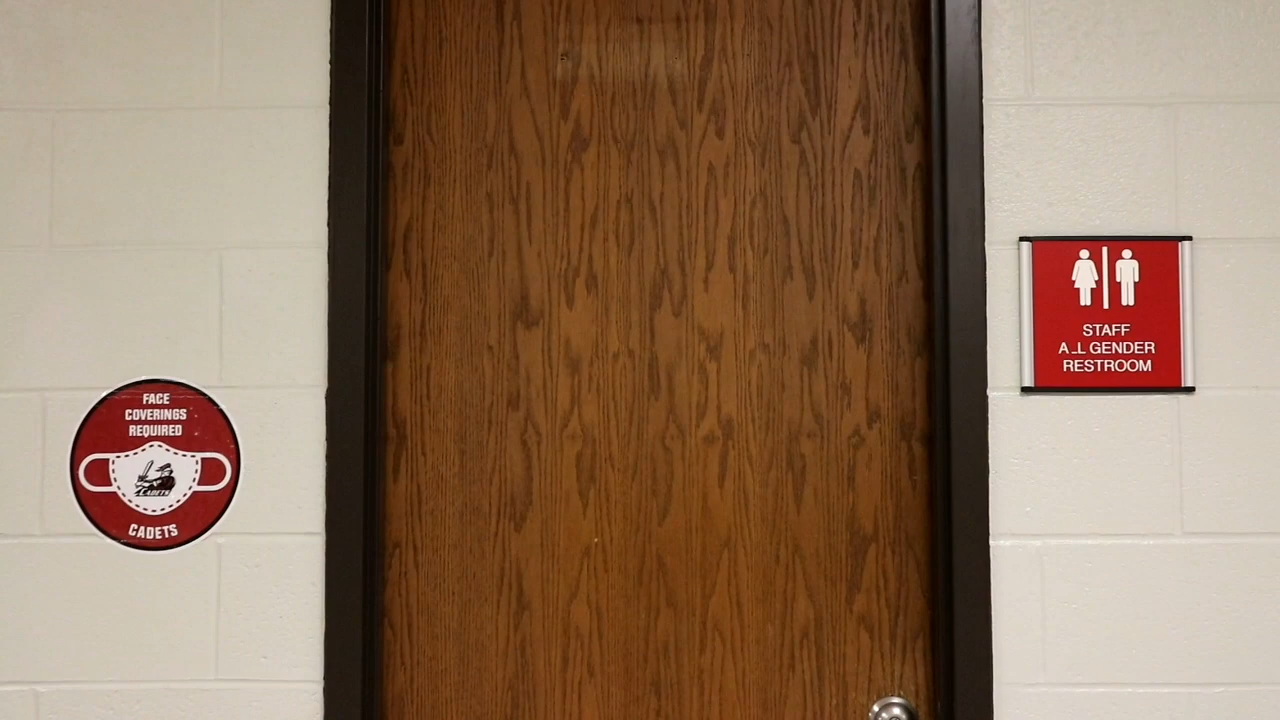 FACE
COVERINGS
REQUIRED
CADETS
CADETS
STAFF
A_L GENDER
RESTROOM